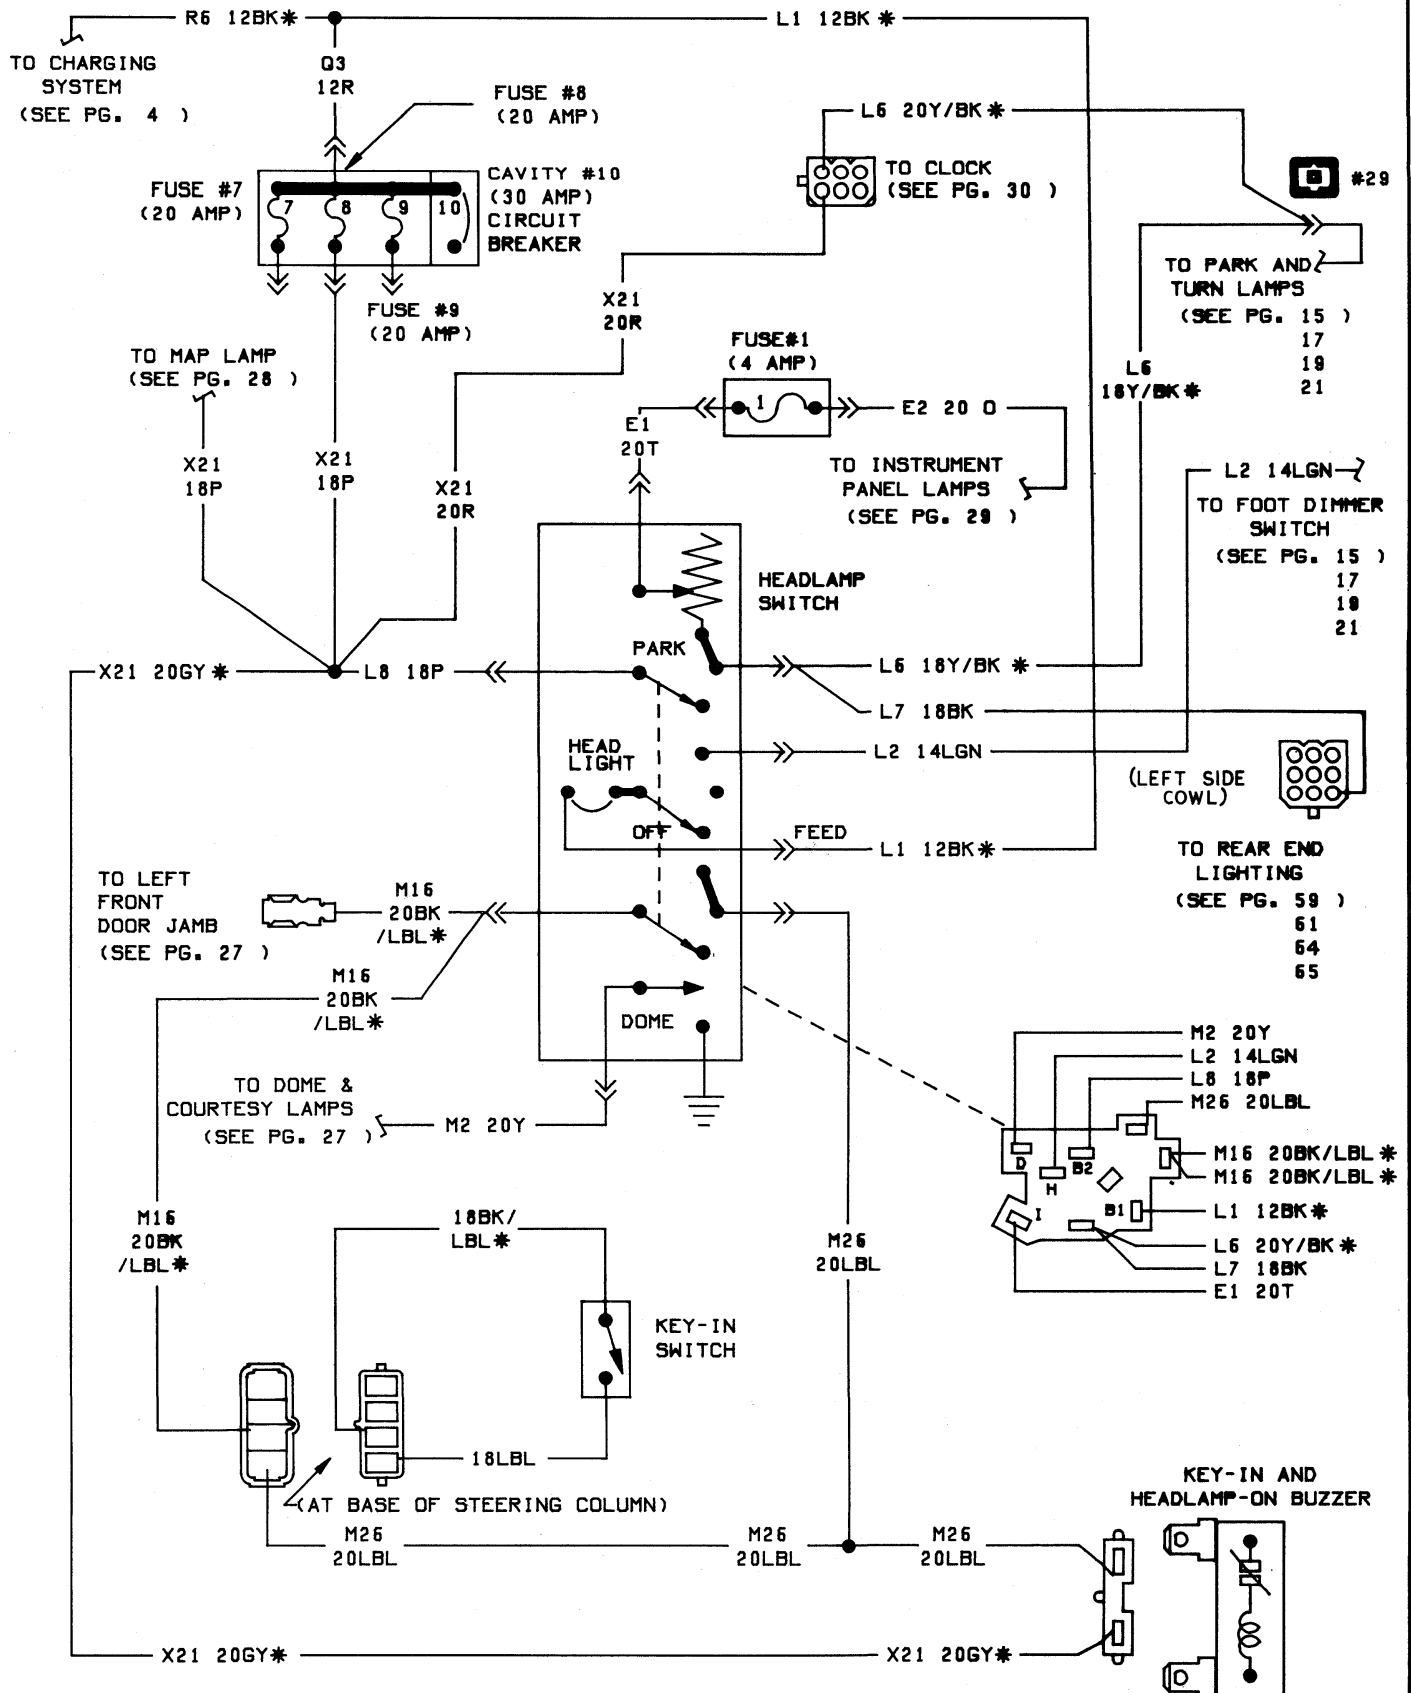 R6 12BK*
L1 12BK *
TO CHARGING
SYSTEM
(SEE PG. 4 )
Q3
12R
FUSE #8
(20 AMP)
L6 20Y/BK *
FUSE #7
(20 AMP)
CAVITY #10
(30 AMP)
CIRCUIT
BREAKER
7
8
9
10
TO CLOCK
(SEE PG. 30 )
#29
FUSE #9
(20 AMP)
X21
20R
TO PARK AND
TURN LAMPS
(SEE PG. 15 )
17
19
21
TO MAP LAMP
(SEE PG. 28 )
FUSE#1
(4 AMP)
1
L6
18Y/BK *
E1
20T
E2 20 O
X21
18P
X21
18P
X21
20R
TO INSTRUMENT
PANEL LAMPS
(SEE PG. 29 )
L2 14LGN
TO FOOT DIMMER
SWITCH
(SEE PG. 15 )
17
19
21
HEADLAMP
SWITCH
PARK
X21 20GY *
L8 18P
L6 18Y/BK *
L7 18BK
HEAD
LIGHT
L2 14LGN
(LEFT SIDE
COWL)
OFF
FEED
L1 12BK *
TO REAR END
LIGHTING
(SEE PG. 59 )
61
64
65
TO LEFT
FRONT
DOOR JAMB
(SEE PG. 27 )
M16
20BK
/LBL *
M16
20BK
/LBL *
DOME
TO DOME &
COURTESY LAMPS
(SEE PG. 27 )
M2 20Y
M2 20Y
L2 14LGN
L8 18P
M26 20LBL
D
H
B2
B1
I
M16 20BK/LBL *
M16 20BK/LBL *
L1 12BK *
L6 20Y/BK *
L7 18BK
E1 20T
M16
20BK
/LBL *
18BK/
LBL *
M26
20LBL
KEY-IN
SWITCH
18LBL
(AT BASE OF STEERING COLUMN)
KEY-IN AND
HEADLAMP-ON BUZZER
M26
20LBL
M26
20LBL
M26
20LBL
X21 20GY *
X21 20GY *